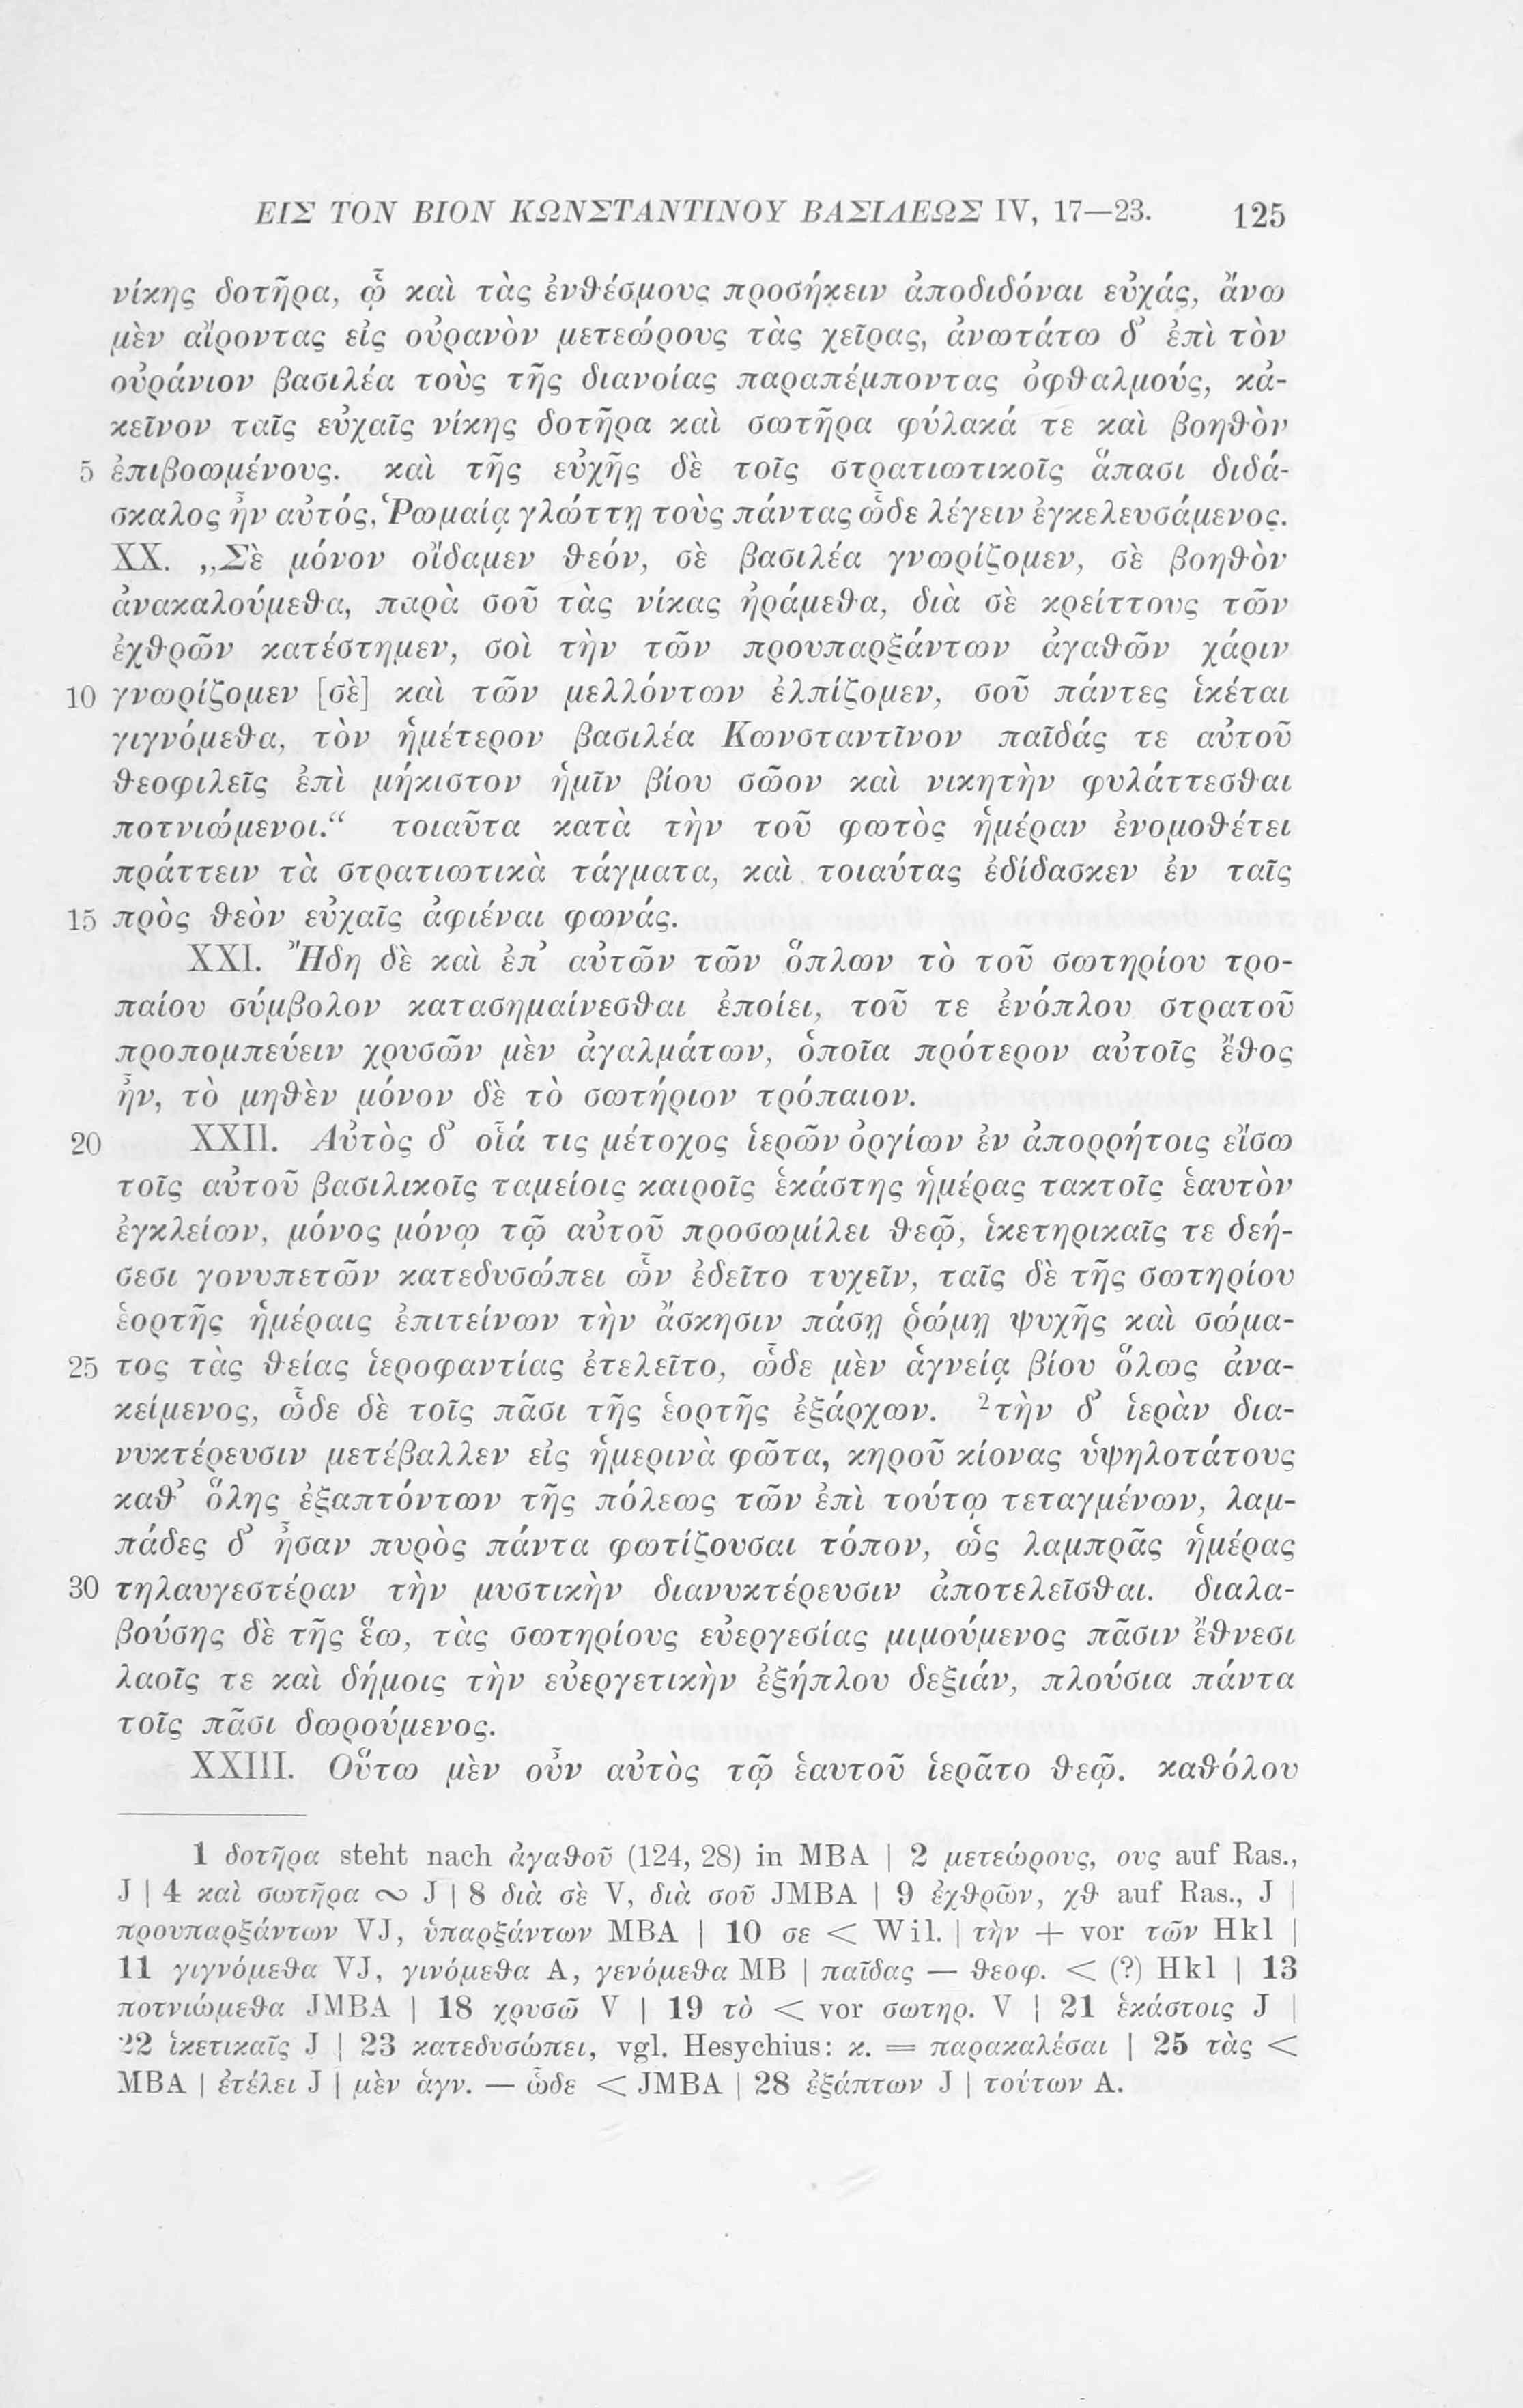 ΕΙΣ ΤΟΝ ΒΙΟΝ ΚΩΝΣΤΑΝΤΙΝΟΥ ΒΑΣΙΛΕΩΣ IV, 17—23. 125
νίκης δοτῆρα, ᾧ καὶ τὰς ἐνθέσμους προσήκειν ἀποδιδόναι εὐχάς, ἄνω
μὲν αἴροντας εἰς οὐρανὸν μετεώρους τὰς χεῖρας, ἀνωτάτω δ’ ἐπὶ τὸν
οὐράνιον βασιλέα τοὺς τῆς διανοίας παραπέμποντας ὀφθαλμούς, κἀ-
κεῖνον ταῖς εὐχαῖς νίκης δοτῆρα καὶ σωτῆρα φύλακά τε καὶ βοηθὸν
5 ἐπιβοωμένους. καὶ τῆς εὐχῆς δὲ τοῖς στρατιωτικοῖς ἅπασι διδά-
σκαλος ἦν αὐτός, Ῥωμαίᾳ γλώττῃ τοὺς πάντας ὧδε λέγειν ἐγκελευσάμενος.
XX. „Σὲ μόνον οἴδαμεν θεόν, σὲ βασιλέα γνωρίζομεν, σὲ βοηθὸν
ἀνακαλούμεθα, παρὰ σοῦ τὰς νίκας ἠράμεθα, διὰ σὲ κρείττους τῶν
ἐχθρῶν κατέστημεν, σοὶ τὴν τῶν προυπαρξάντων ἀγαθῶν χάριν
10 γνωρίζομεν [σὲ] καὶ τῶν μελλόντων ἐλπίζομεν, σοῦ πάντες ἱκέται
γιγνόμεθα, τὸν ἡμέτερον βασιλέα Κωνσταντῖνον παῖδάς τε αὐτοῦ
θεοφιλεῖς ἐπὶ μήκιστον ἡμῖν βίου σῶον καὶ νικητὴν φυλάττεσθαι
ποτνιώμενοι.“ τοιαῦτα κατὰ τὴν τοῦ φωτὸς ἡμέραν ἐνομοθέτει
πράττειν τὰ στρατιωτικὰ τάγματα, καὶ τοιαύτας ἐδίδασκεν ἐν ταῖς
15 πρὸς θεὸν εὐχαῖς ἀφιέναι φωνάς.
XXI. Ἤδη δὲ καὶ ἐπ’ αὐτῶν τῶν ὅπλων τὸ τοῦ σωτηρίου τρο-
παίου σύμβολον κατασημαίνεσθαι ἐποίει, τοῦ τε ἐνόπλου στρατοῦ
προπομπεύειν χρυσῶν μὲν ἀγαλμάτων, ὁποῖα πρότερον αὐτοῖς ἔθος
ἦν, τὸ μηθὲν μόνον δὲ τὸ σωτήριον τρόπαιον.
20 XXII. Αὐτὸς δ’ οἷά τις μέτοχος ἱερῶν ὀργίων ἐν ἀπορρήτοις εἴσω
τοῖς αὐτοῦ βασιλικοῖς ταμείοις καιροῖς ἑκάστης ἡμέρας τακτοῖς ἑαυτὸν
ἐγκλείων, μόνος μόνῳ τῷ αὐτοῦ προσωμίλει θεῷ, ἱκετηρικαῖς τε δεή-
σεσι γονυπετῶν κατεδυσώπει ὧν ἐδεῖτο τυχεῖν, ταῖς δὲ τῆς σωτηρίου
ἑορτῆς ἡμέραις ἐπιτείνων τὴν ἄσκησιν πάσῃ ῥώμῃ ψυχῆς καὶ σώμα-
25 τος τὰς θείας ἱεροφαντίας ἐτελεῖτο, ὧδε μὲν ἁγνείᾳ βίου ὅλως ἀνα-
κείμενος, ὧδε δὲ τοῖς πᾶσι τῆς ἑορτῆς ἐξάρχων. ²τὴν δ’ ἱερὰν δια-
νυκτέρευσιν μετέβαλλεν εἰς ἡμερινὰ φῶτα, κηροῦ κίονας ὑψηλοτάτους
καθ’ ὅλης ἐξαπτόντων τῆς πόλεως τῶν ἐπὶ τούτῳ τεταγμένων, λαμ-
πάδες δ’ ἦσαν πυρὸς πάντα φωτίζουσαι τόπον, ὡς λαμπρᾶς ἡμέρας
30 τηλαυγεστέραν τὴν μυστικὴν διανυκτέρευσιν ἀποτελεῖσθαι. διαλα-
βούσης δὲ τῆς ἕω, τὰς σωτηρίους εὐεργεσίας μιμούμενος πᾶσιν ἔθνεσι
λαοῖς τε καὶ δήμοις τὴν εὐεργετικὴν ἐξήπλου δεξιάν, πλούσια πάντα
τοῖς πᾶσι δωρούμενος.
XXIII. Οὕτω μὲν οὖν αὐτὸς τῷ ἑαυτοῦ ἱερᾶτο θεῷ. καθόλου
1 δοτῆρα steht nach ἀγαθοῦ (124, 28) in MBA | 2 μετεώρους, ους auf Ras.,
J | 4 καὶ σωτῆρα ∾ J | 8 διὰ σὲ V, διὰ σοῦ JMBA | 9 ἐχθρῶν, χθ auf Ras., J |
προυπαρξάντων VJ, ὑπαρξάντων MBA | 10 σε < Wil. | τὴν + vor τῶν Hkl |
11 γιγνόμεθα VJ, γινόμεθα A, γενόμεθα MB | παῖδας — θεοφ. < (?) Hkl | 13
ποτνιώμεθα JMBA | 18 χρυσῶ V | 19 τὸ < vor σωτηρ. V | 21 ἑκάστοις J |
22 ἱκετικαῖς J | 23 κατεδυσώπει, vgl. Hesychius: κ. = παρακαλέσαι | 25 τὰς <
MBA | ἐτέλει J | μὲν ἁγν. — ὧδε < JMBA | 28 ἐξάπτων J | τούτων A.